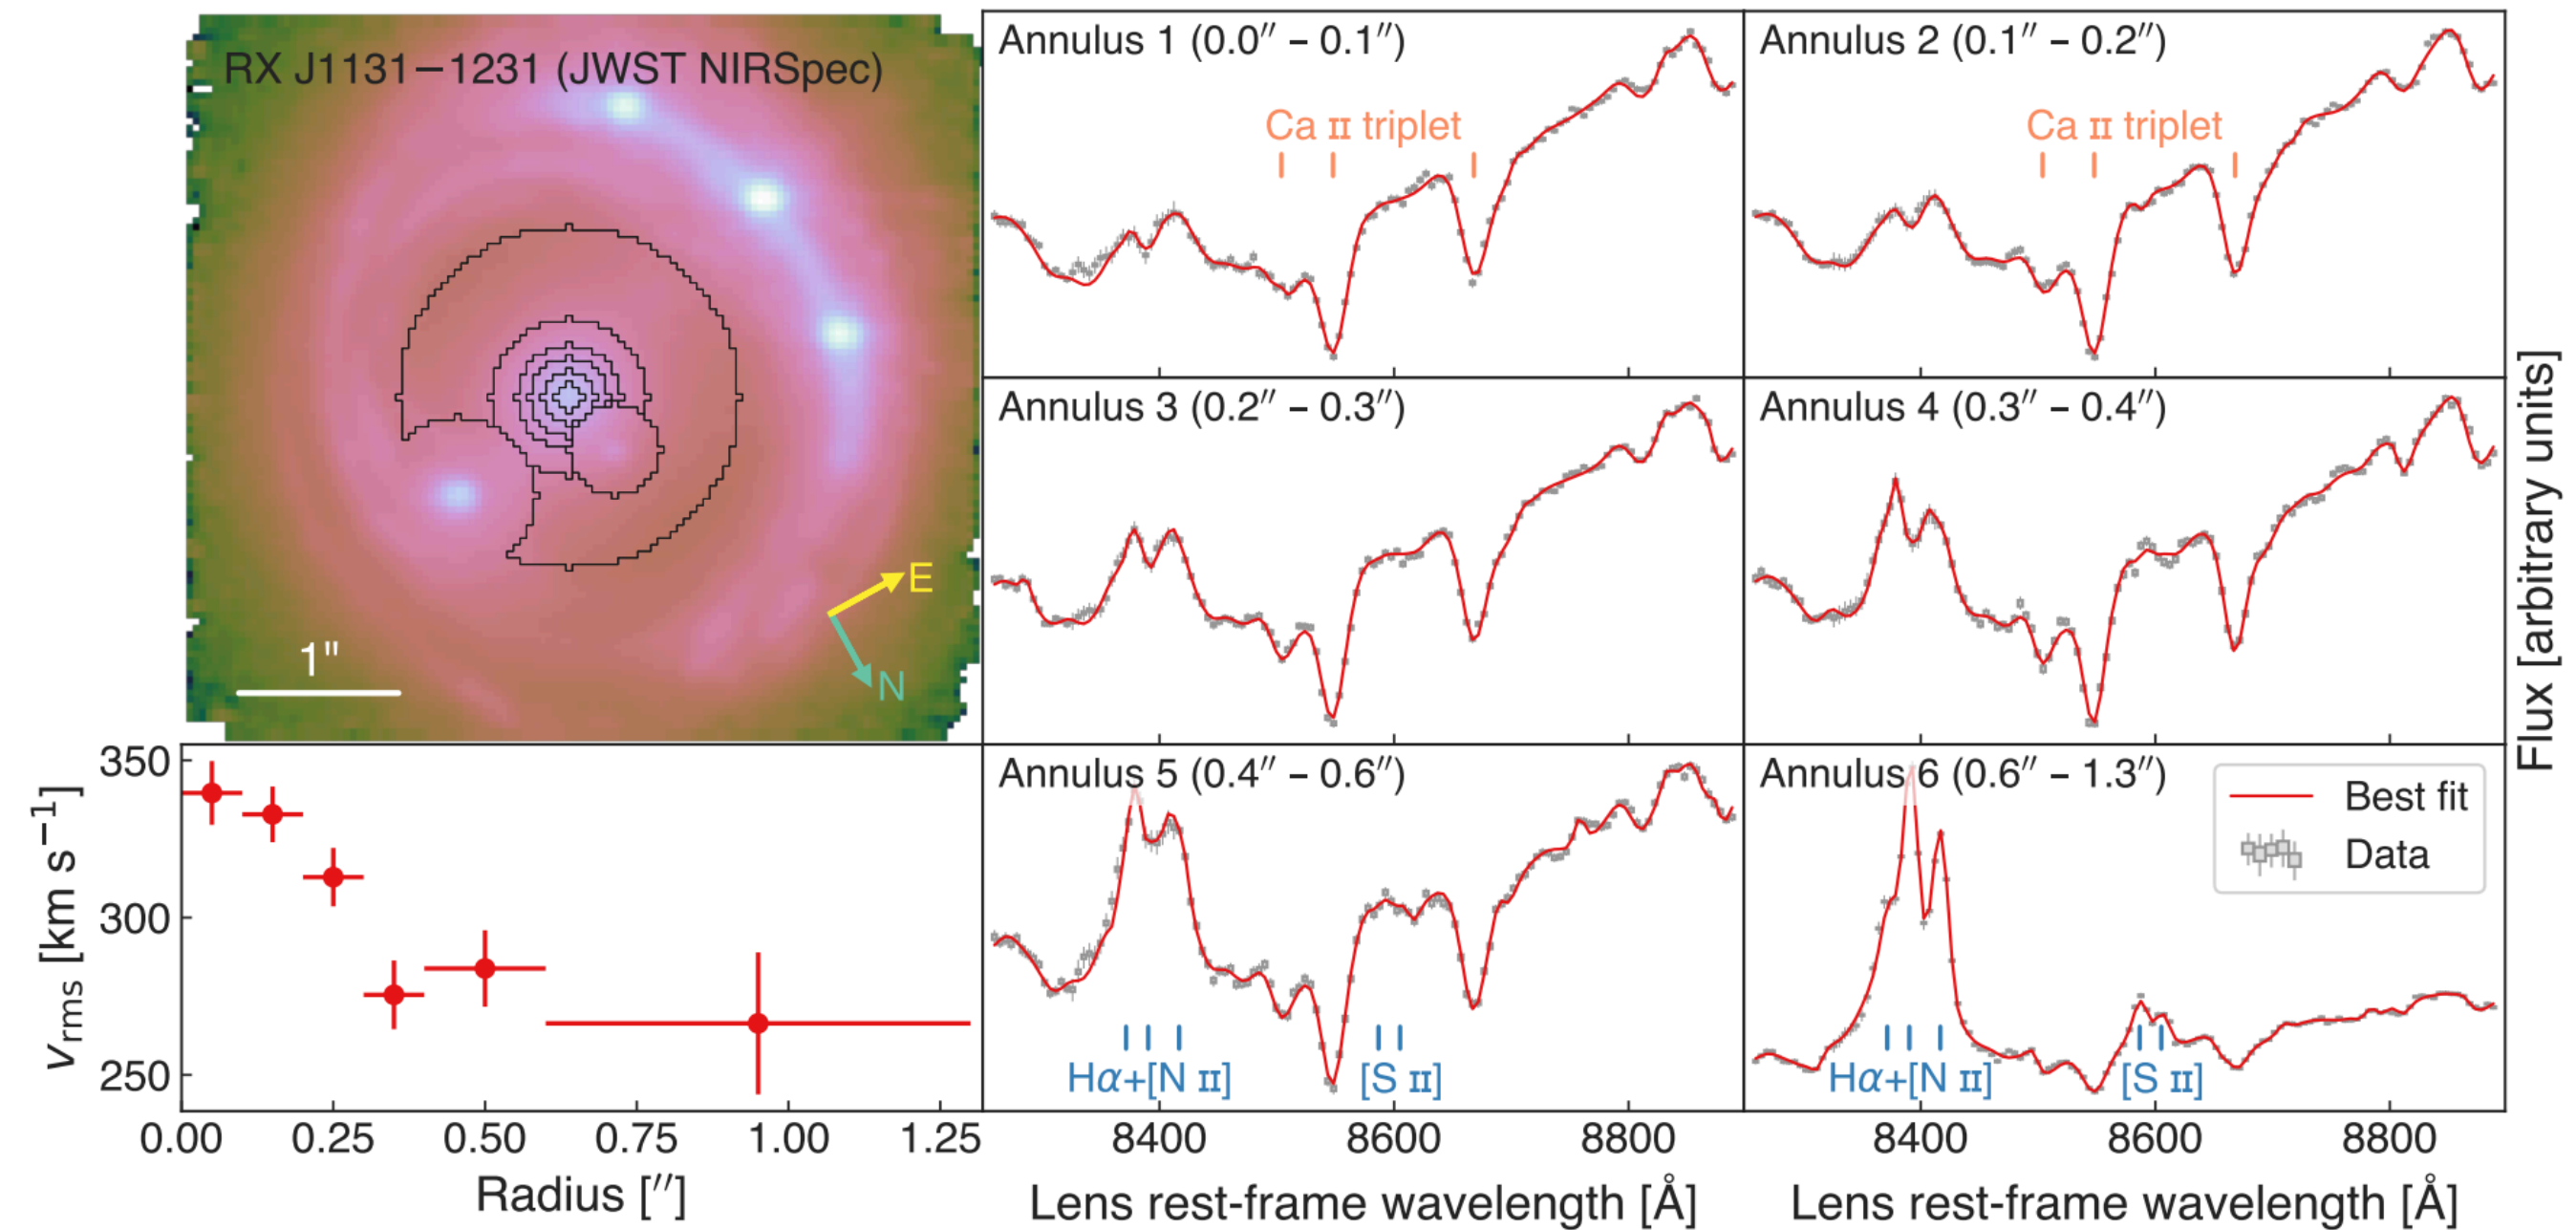 RX J1131−1231 (JWST NIRSpec)
1"
E
N
Annulus 1 (0.0″ – 0.1″)
Ca II triplet
Annulus 2 (0.1″ – 0.2″)
Ca II triplet
Annulus 3 (0.2″ – 0.3″)
Annulus 4 (0.3″ – 0.4″)
Annulus 5 (0.4″ – 0.6″)
Hα+[N II]
[S II]
Annulus 6 (0.6″ – 1.3″)
Best fit
Data
Hα+[N II]
[S II]
Flux [arbitrary units]
350
300
250
vrms [km s−1]
0.00 0.25 0.50 0.75 1.00 1.25
Radius [″]
8400 8600 8800
Lens rest-frame wavelength [Å]
8400 8600 8800
Lens rest-frame wavelength [Å]